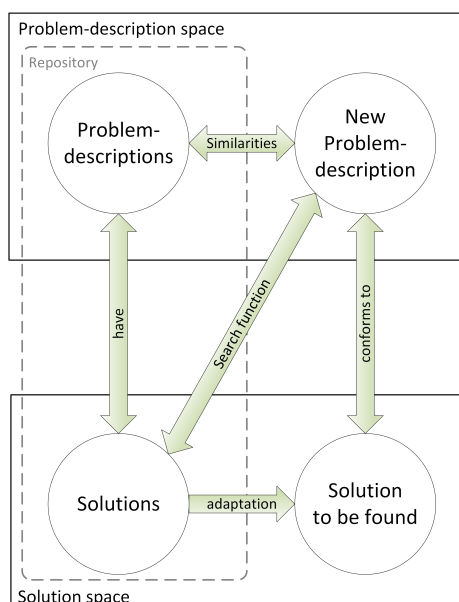 Problem-description space
Repository
Problem-
descriptions
Similarities
New
Problem-
description
have
Search function
conforms to
Solutions
adaptation
Solution
to be found
Solution space